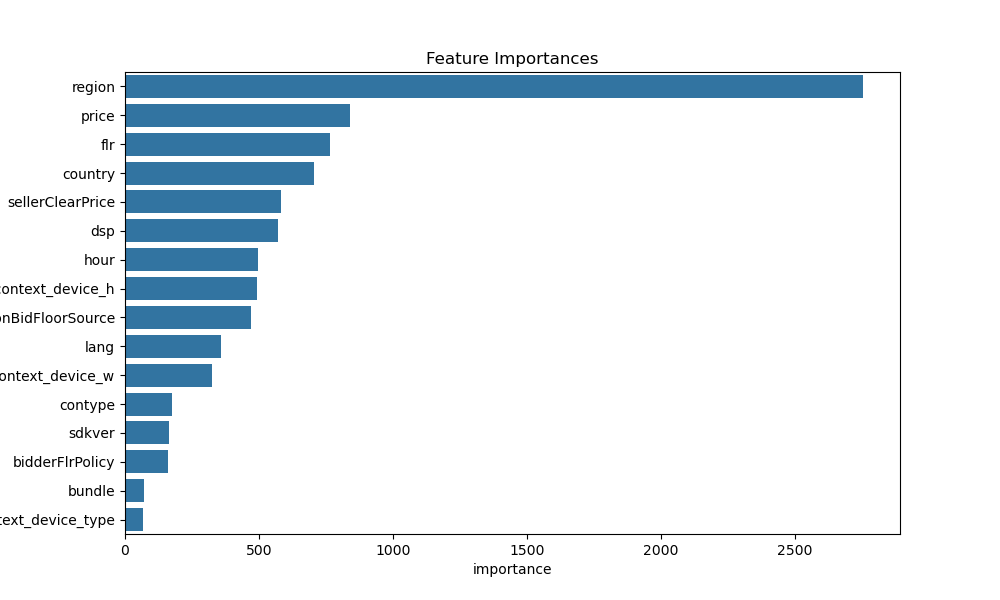 Feature Importances
region
price
flr
country
sellerClearPrice
dsp
hour
context_device_h
onBidFloorSource
lang
ontext_device_w
contype
sdkver
bidderFlrPolicy
bundle
text_device_type
0 500 1000 1500 2000 2500
importance